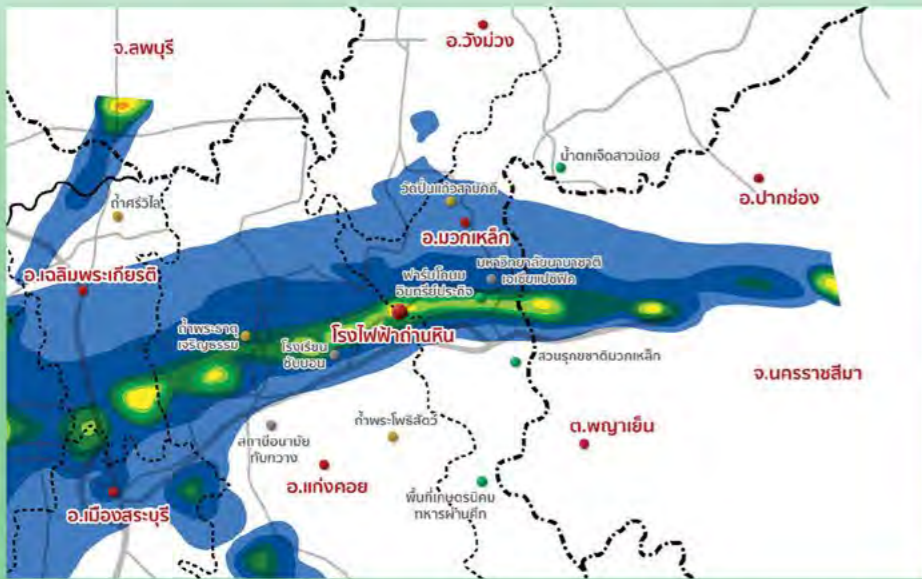 จ.ลพบุรี
อ.วังม่วง
น้ำตกเจ็ดสาวน้อย
อ.ปากช่อง
วัดปิ่นแก้วสามัคคี
ถ้ำศรีวิไล
อ.มวกเหล็ก
อ.เฉลิมพระเกียรติ
มหาวิทยาลัยนานาชาติ
เอเชียแปซิฟิค
ฟาร์มโคนม
อินทรีย์ประกิจ
โรงไฟฟ้าถ่านหิน
ถ้ำพระธาตุ
เจริญธรรม
โรงเรียน
ซับบอน
สวนรุกขชาติมวกเหล็ก
จ.นครราชสีมา
สถานีอนามัย
ทับกวาง
ถ้ำพระโพธิสัตว์
ต.พญาเย็น
อ.แก่งคอย
พื้นที่เกษตรนิคม
ทหารผ่านศึก
อ.เมืองสระบุรี